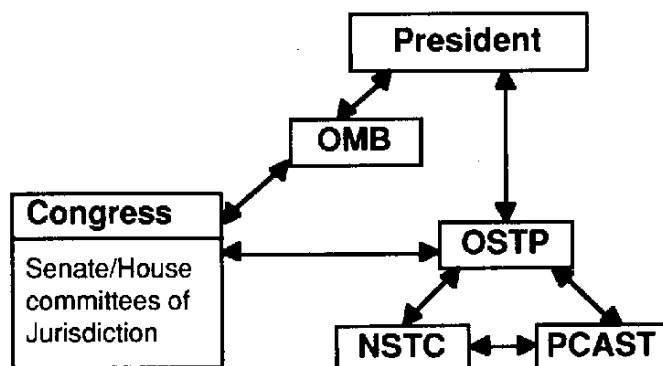 President
OMB
Congress
OSTP
Senate/House
committees of
Jurisdiction
NSTC
PCAST